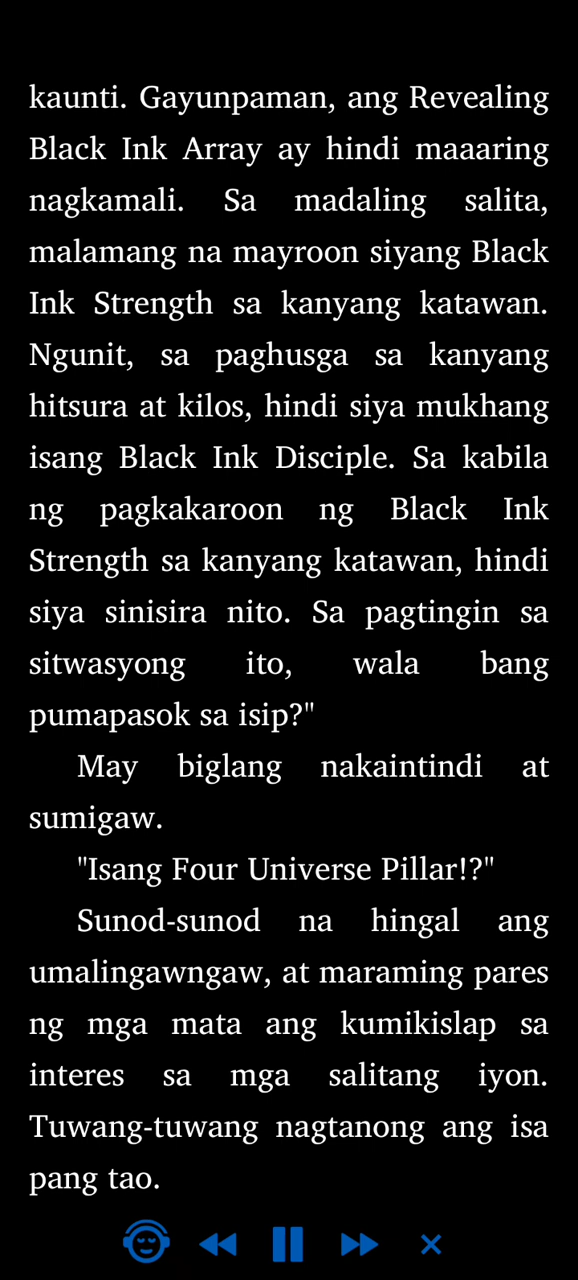 kaunti. Gayunpaman, ang Revealing
Black Ink Array ay hindi maaaring
nagkamali. Sa madaling salita,
malamang na mayroon siyang Black
Ink Strength sa kanyang katawan.
Ngunit, sa paghusga sa kanyang
hitsura at kilos, hindi siya mukhang
isang Black Ink Disciple. Sa kabila
ng pagkakaroon ng Black Ink
Strength sa kanyang katawan, hindi
siya sinisira nito. Sa pagtingin sa
sitwasyong ito, wala bang
pumapasok sa isip?"
May biglang nakaintindi at
sumigaw.
"Isang Four Universe Pillar!?"
Sunod-sunod na hingal ang
umalingawngaw, at maraming pares
ng mga mata ang kumikislap sa
interes sa mga salitang iyon.
Tuwang-tuwang nagtanong ang isa
pang tao.